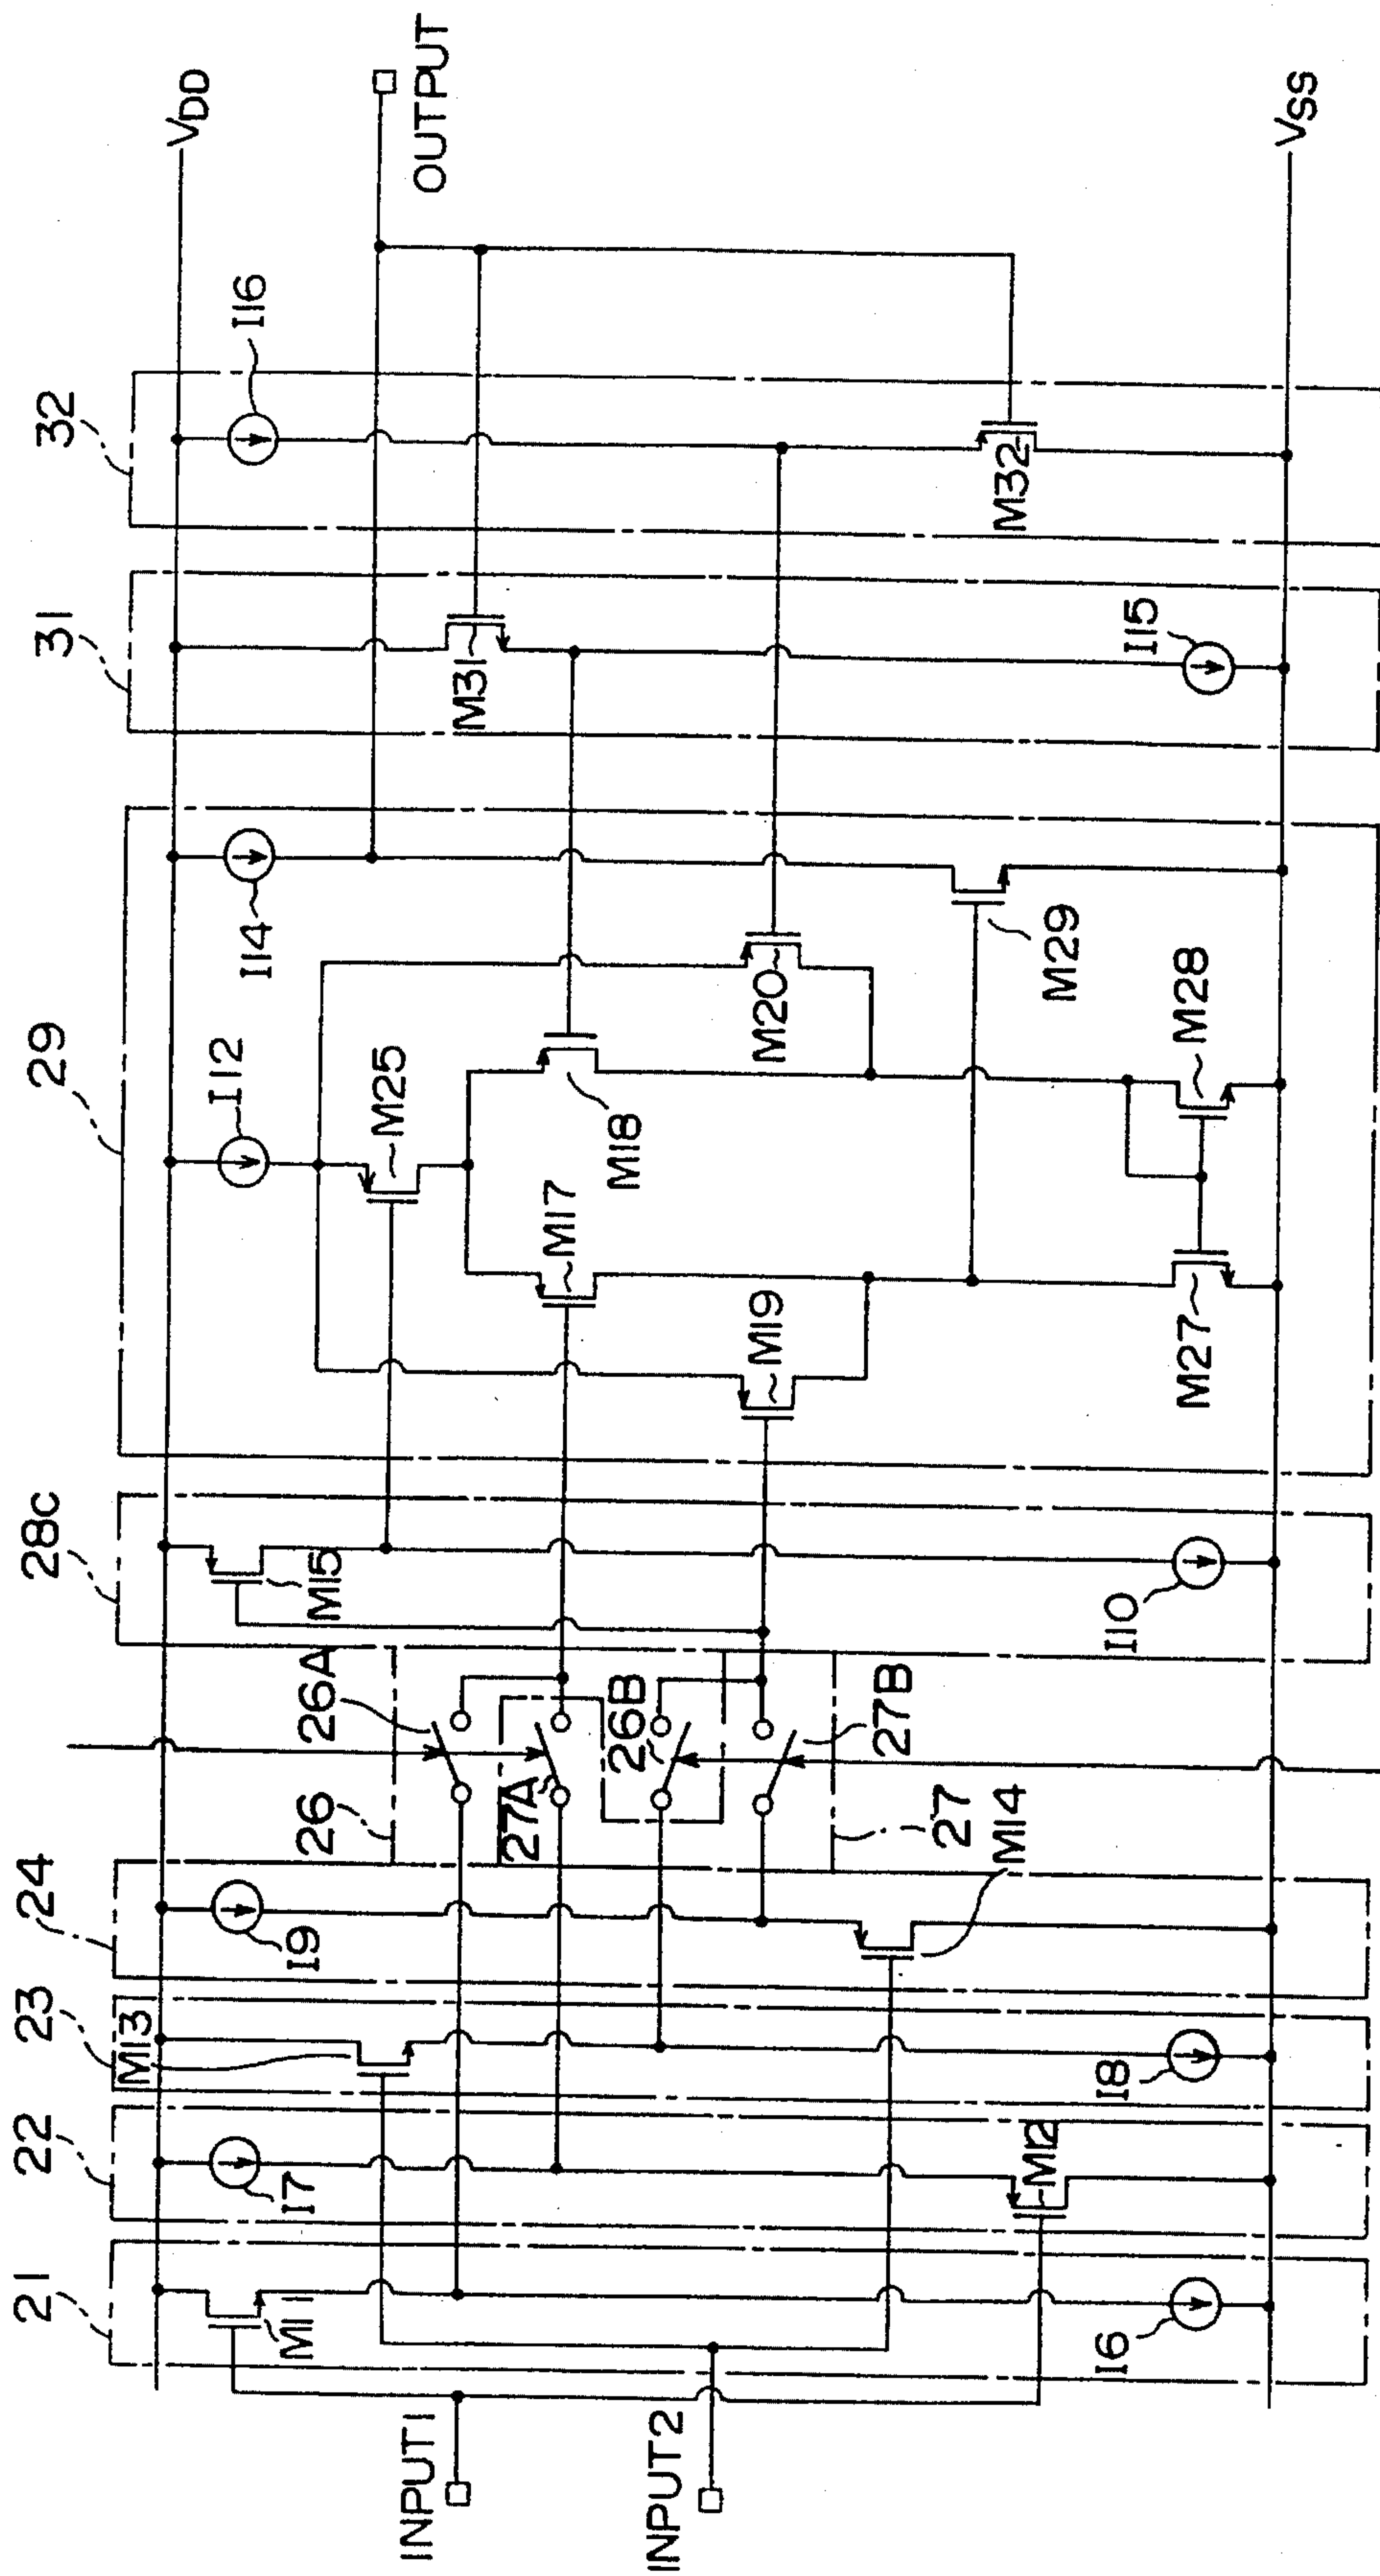 21
22
23
24
28c
29
31
32
M13
I7
I9
I12
I14
I16
VDD
M11
26
26A
M15
M25
OUTPUT
INPUT1
27A
M17
M18
M31
26B
M19
M20
INPUT2
27
27B
M14
M29
M32
M12
I6
I8
I10
M27
M28
I15
VSS